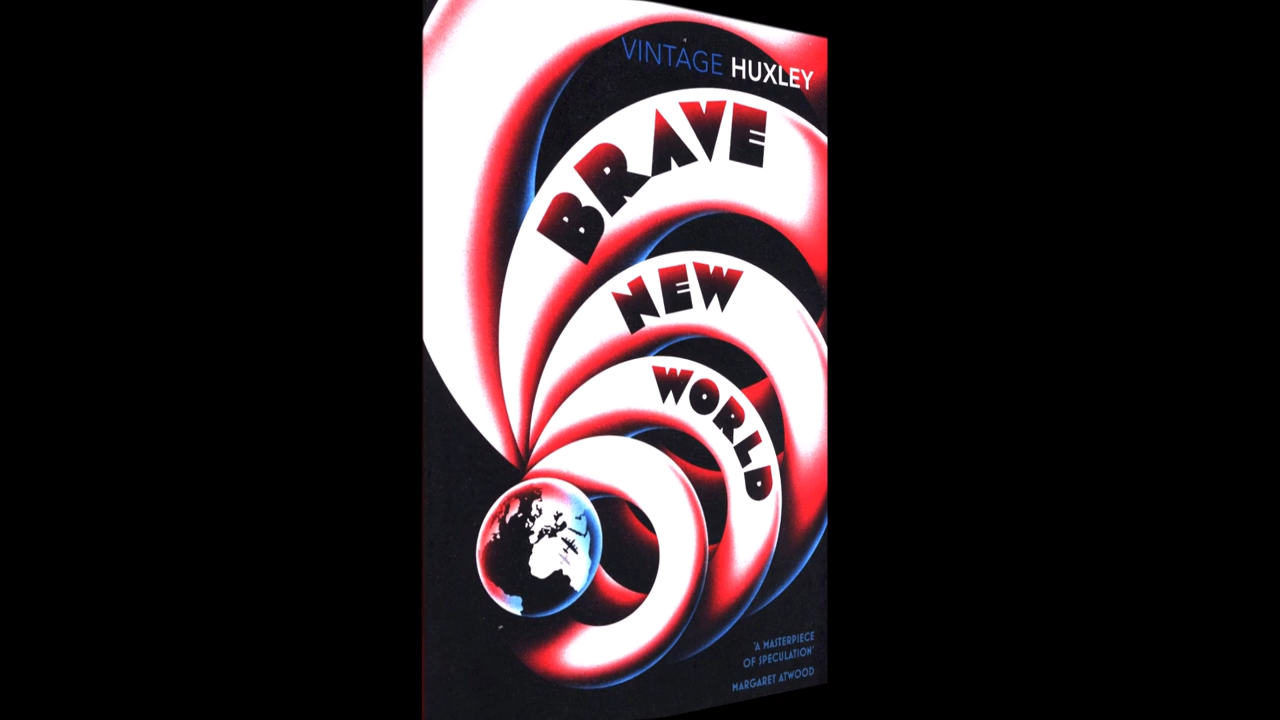 VINTAGE HUXLEY
BRAVE
NEW
WORLD
'A MASTERPIECE
OF SPECULATION'
MARGARET ATWOOD